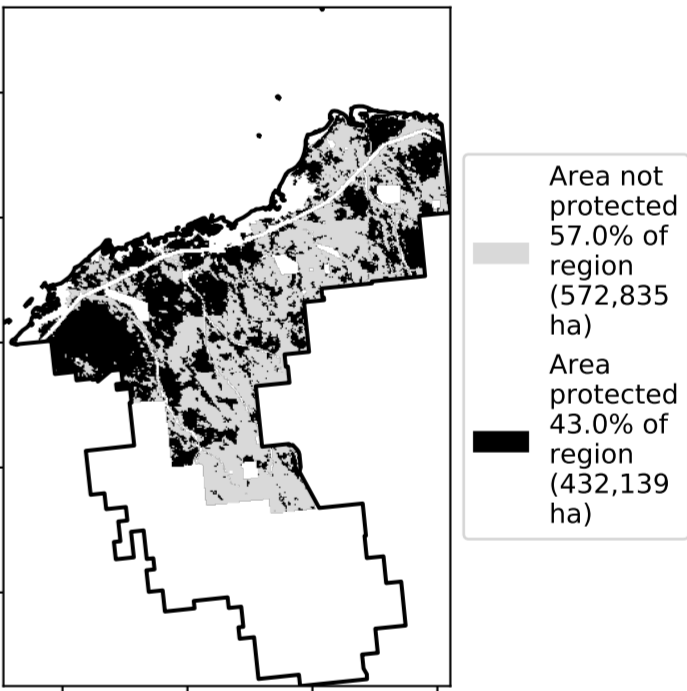 Area not
protected
57.0% of
region
(572,835
ha)
Area
protected
43.0% of
region
(432,139
ha)